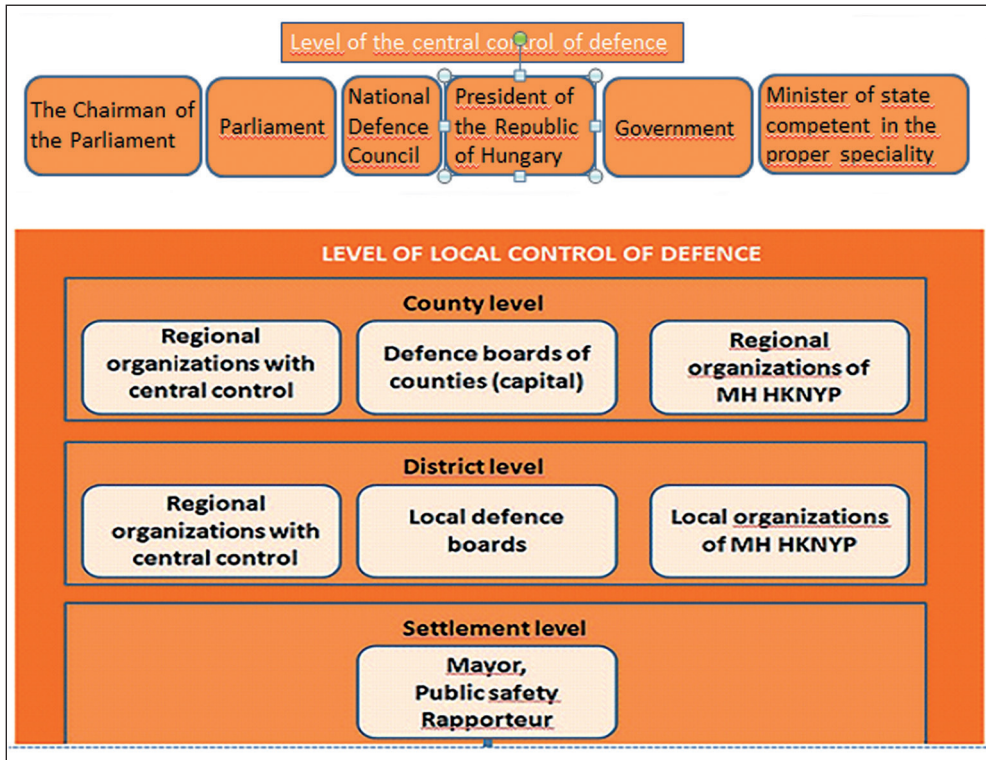 Level of the central control of defence
The Chairman of
the Parliament
Parliament
National
Defence
Council
President of
the Republic
of Hungary
Government
Minister of state
competent in the
proper speciality
LEVEL OF LOCAL CONTROL OF DEFENCE
County level
Regional
organizations with
central control
Defence boards of
counties (capital)
Regional
organizations of
MH HKNYP
District level
Regional
organizations with
central control
Local defence
boards
Local organizations
of MH HKNYP
Settlement level
Mayor,
Public safety
Rapporteur